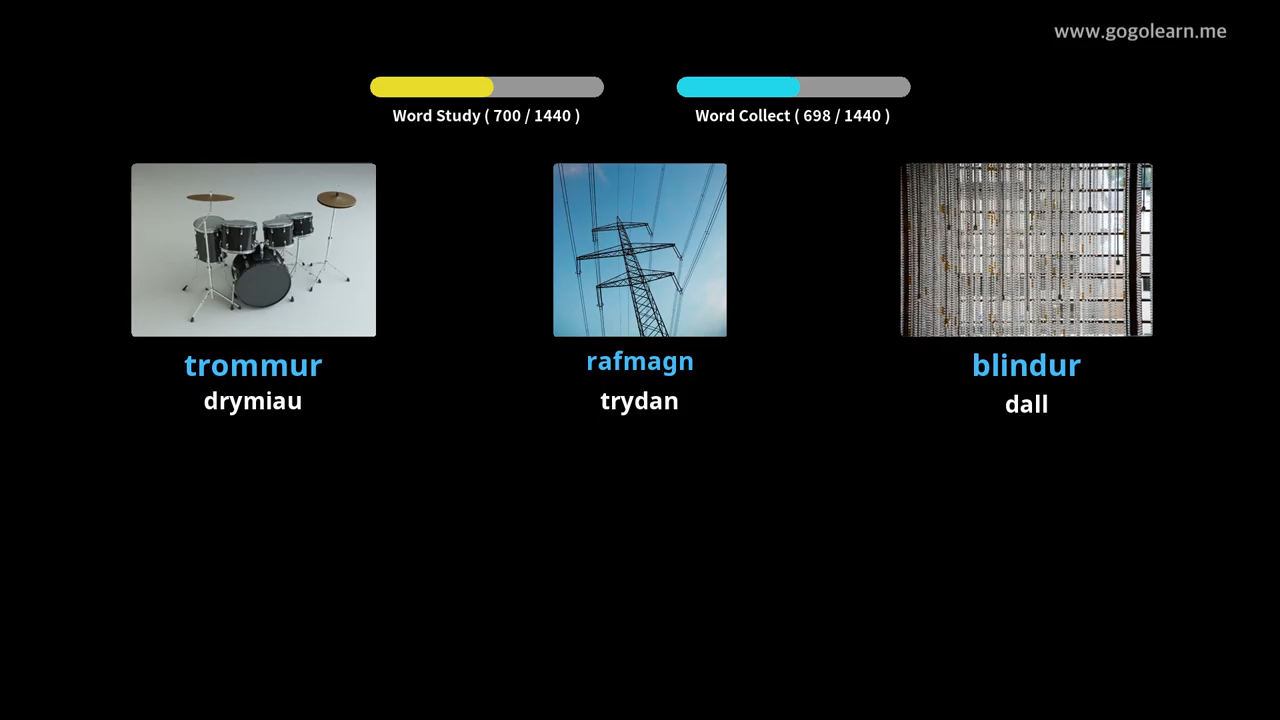 www.gogolearn.me
Word Study ( 700 / 1440 )
Word Collect ( 698 / 1440 )
trommur
drymiau
rafmagn
trydan
blindur
dall